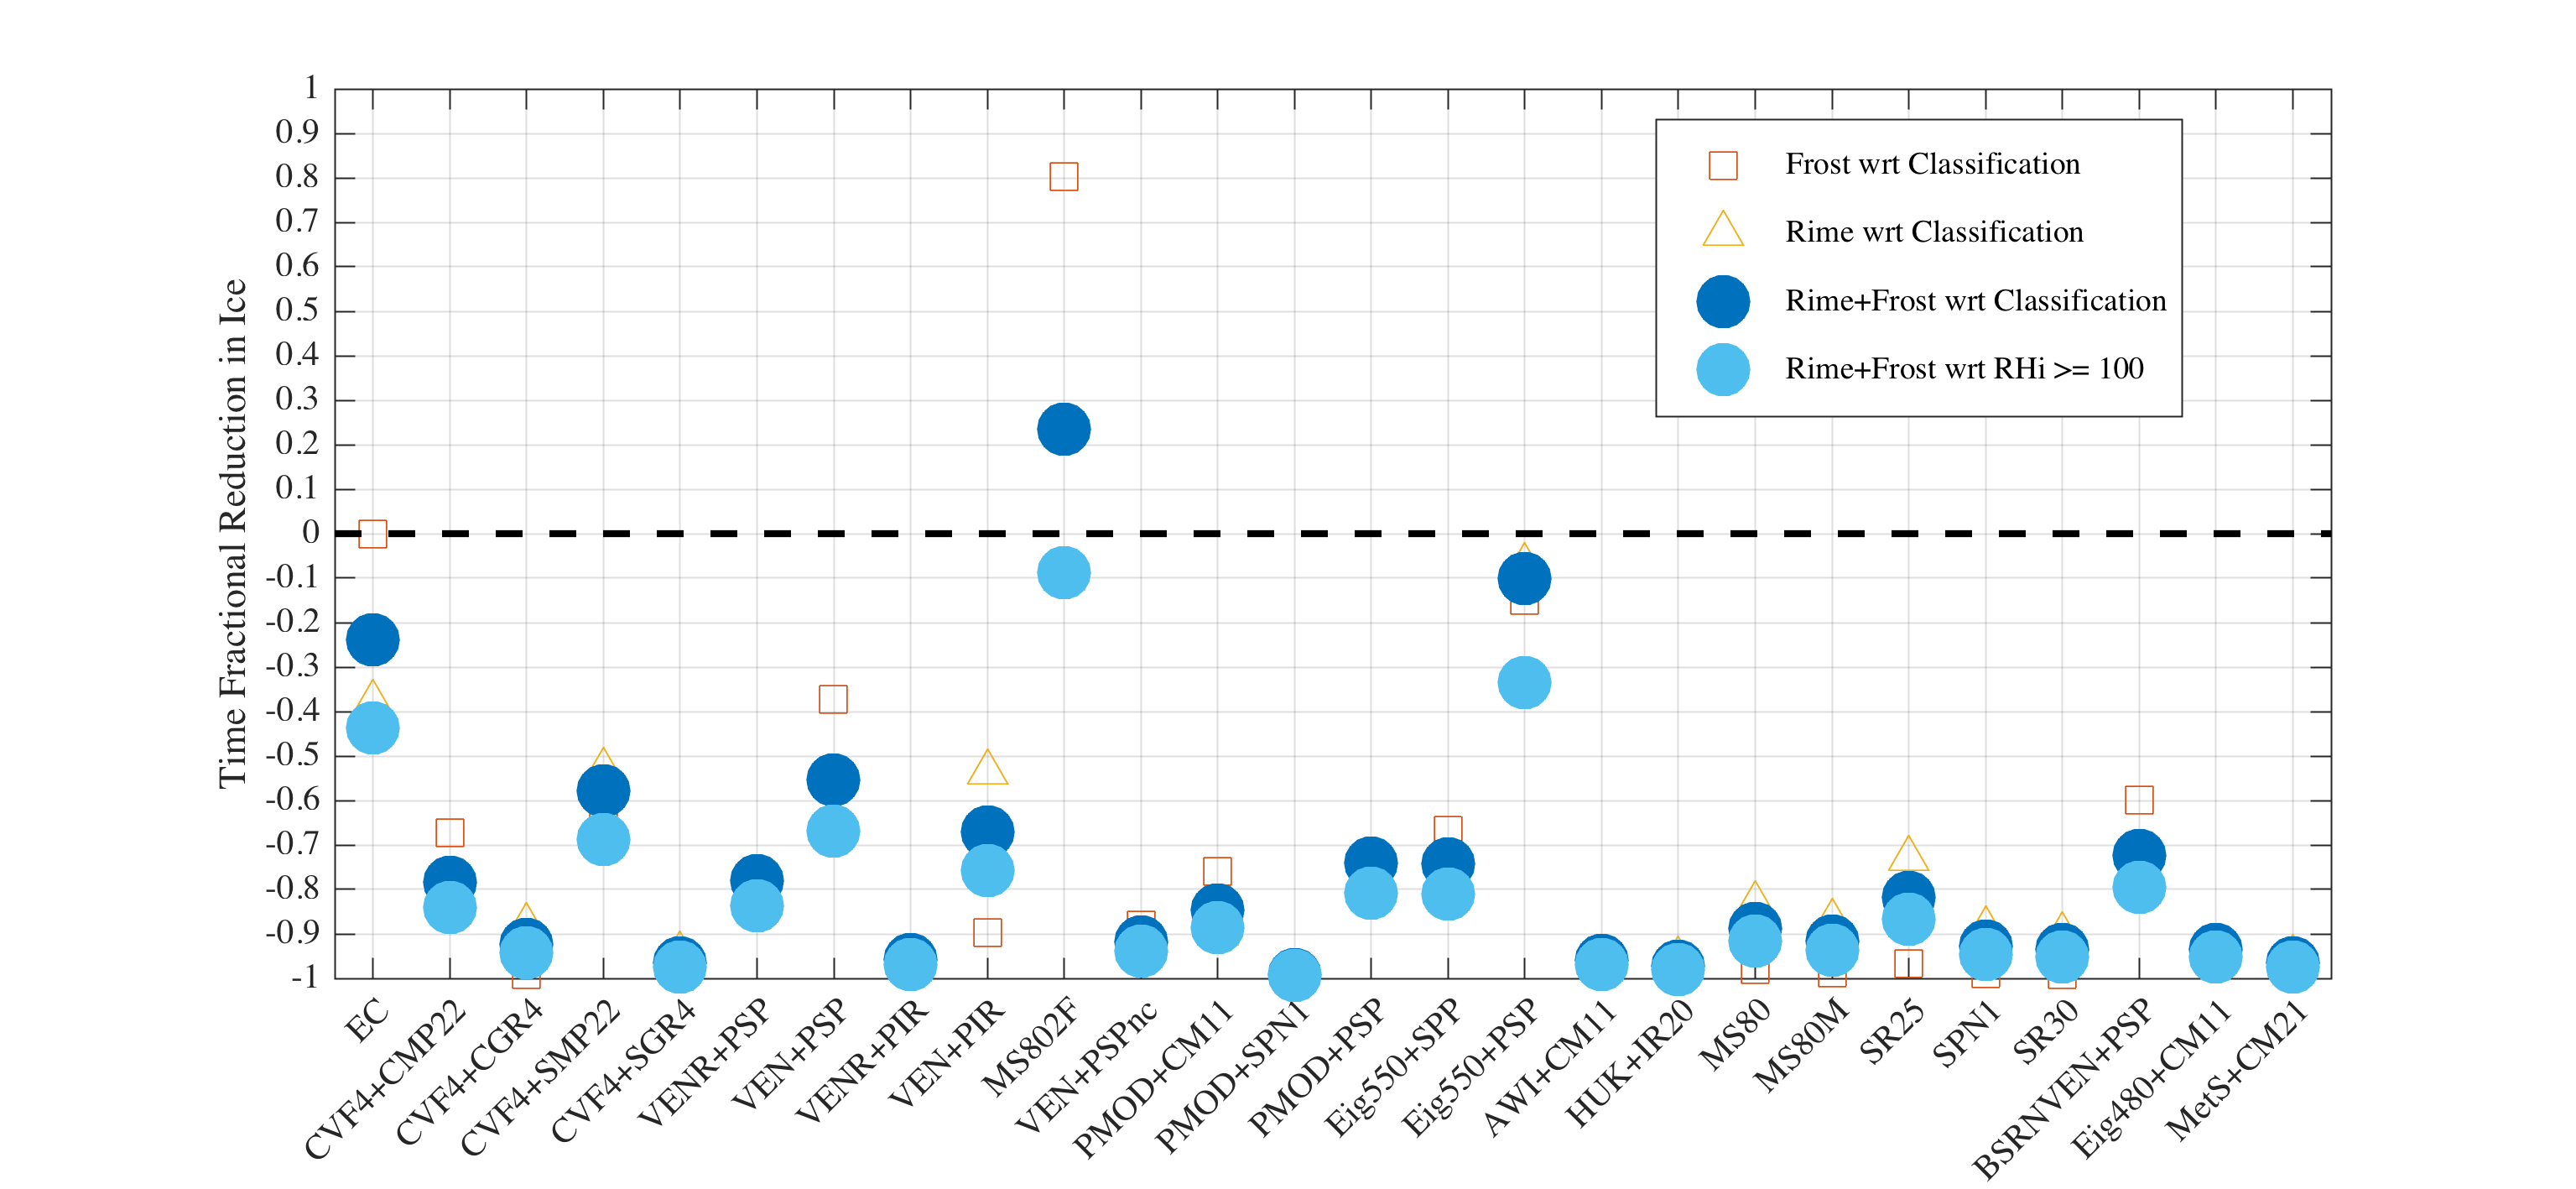 1
0.9
0.8
0.7
0.6
0.5
0.4
0.3
0.2
0.1
0
-0.1
-0.2
-0.3
-0.4
-0.5
-0.6
-0.7
-0.8
-0.9
-1
Time Fractional Reduction in Ice
Frost wrt Classification
Rime wrt Classification
Rime+Frost wrt Classification
Rime+Frost wrt RHi >= 100
EC
CVF4+CMP22
CVF4+CGR4
CVF4+SMP22
CVF4+SGR4
VENR+PSP
VEN+PSP
VENR+PIR
VEN+PIR
MS802F
VEN+PSPnc
PMOD+CM11
PMOD+SPN1
PMOD+PSP
Eig550+SPP
Eig550+PSP
AWI+CM11
HUK+IR20
MS80
MS80M
SR25
SPN1
SR30
BSRNVEN+PSP
Eig480+CM11
MetS+CM21